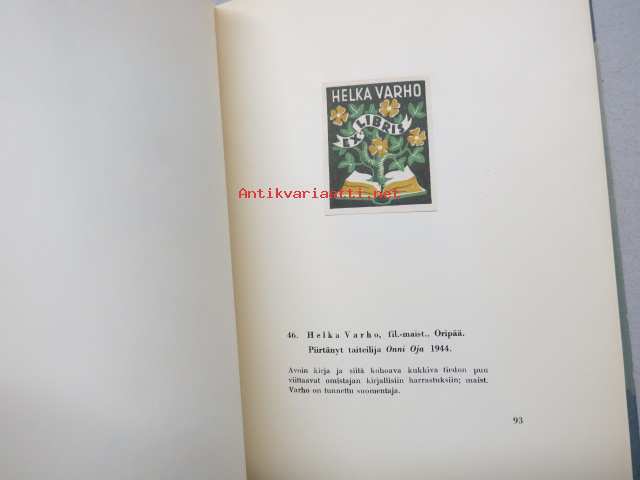 HELKA VARHO
EX LIBRIS
Antikvariaatti.net
46. Helka Varho, fil.-maist., Oripää.
Piirtänyt taiteilija Onni Oja 1944.
Avoin kirja ja siitä kohoava kukkiva tiedon puu
viittaavat omistajan kirjallisiin harrastuksiin; maist.
Varho on tunnettu suomentaja.
93